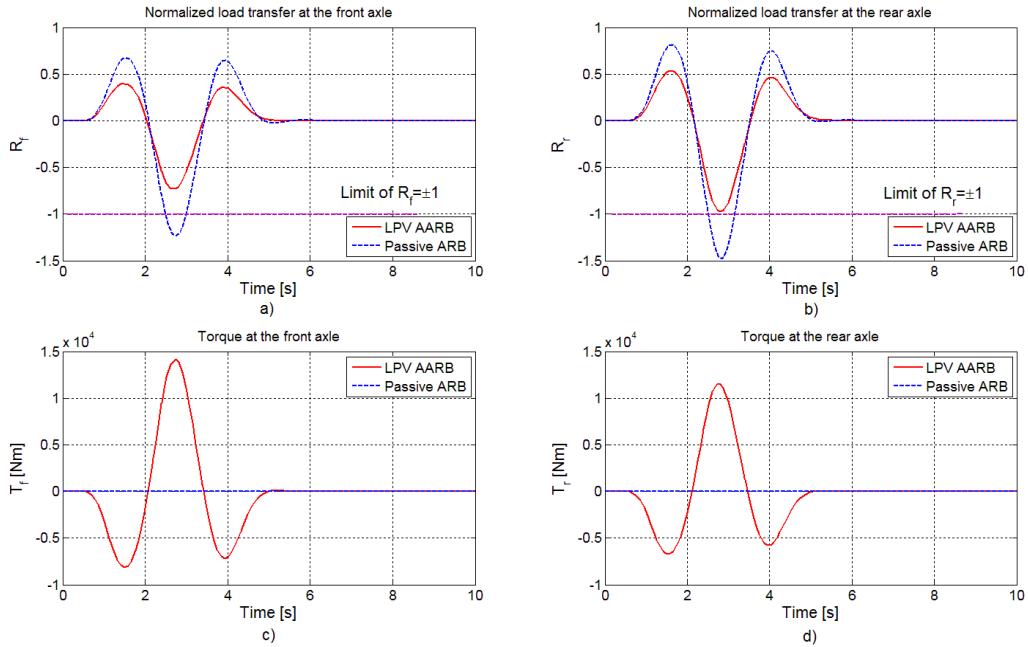 Normalized load transfer at the front axle
1
0.5
0
-0.5
-1
-1.5
R_f
Limit of R_f=±1
LPV AARB
Passive ARB
0 2 4 6 8 10
Time [s]
a)
Normalized load transfer at the rear axle
1
0.5
0
-0.5
-1
-1.5
R_r
Limit of R_r=±1
LPV AARB
Passive ARB
0 2 4 6 8 10
Time [s]
b)
Torque at the front axle
x 10^4
1.5
1
0.5
0
-0.5
-1
T_f [Nm]
LPV AARB
Passive ARB
0 2 4 6 8 10
Time [s]
c)
Torque at the rear axle
x 10^4
1.5
1
0.5
0
-0.5
-1
T_r [Nm]
LPV AARB
Passive ARB
0 2 4 6 8 10
Time [s]
d)